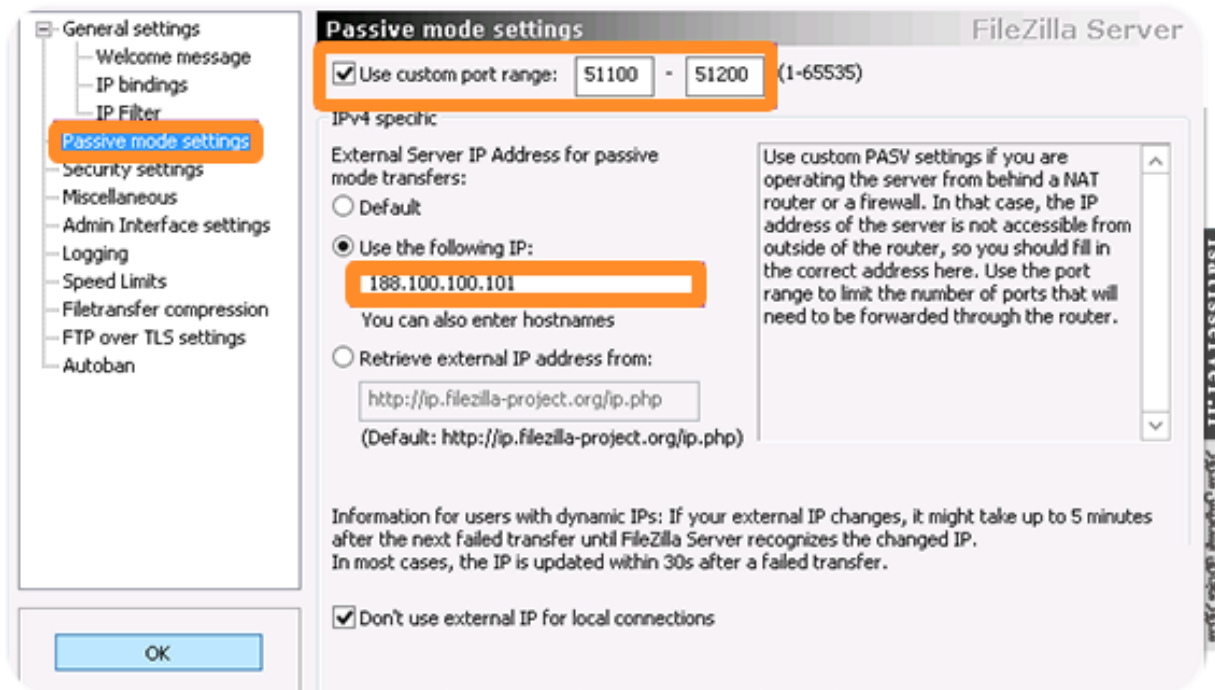 General settings
Welcome message
IP bindings
IP Filter
Passive mode settings
Security settings
Miscellaneous
Admin Interface settings
Logging
Speed Limits
Filetransfer compression
FTP over TLS settings
Autoban
OK
Passive mode settings
FileZilla Server
Use custom port range: 51100 - 51200 (1-65535)
IPv4 specific
External Server IP Address for passive
mode transfers:
Default
Use the following IP:
188.100.100.101
You can also enter hostnames
Retrieve external IP address from:
http://ip.filezilla-project.org/ip.php
(Default: http://ip.filezilla-project.org/ip.php)
Use custom PASV settings if you are
operating the server from behind a NAT
router or a firewall. In that case, the IP
address of the server is not accessible from
outside of the router, so you should fill in
the correct address here. Use the port
range to limit the number of ports that will
need to be forwarded through the router.
Information for users with dynamic IPs: If your external IP changes, it might take up to 5 minutes
after the next failed transfer until FileZilla Server recognizes the changed IP.
In most cases, the IP is updated within 30s after a failed transfer.
Don't use external IP for local connections